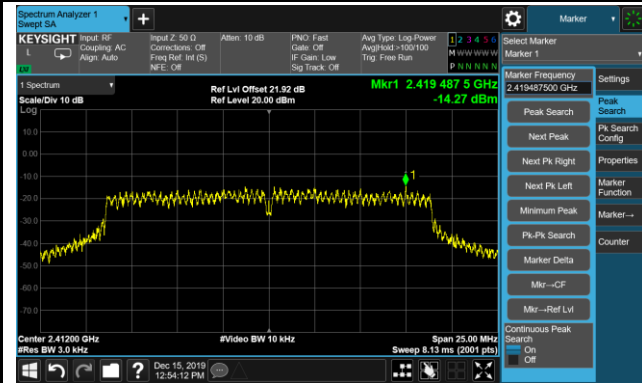 Spectrum Analyzer 1
Swept SA
Marker
KEYSIGHT
L
Input: RF
Coupling: AC
Align: Auto
Input Z: 50 Ω
Corrections: Off
Freq Ref: Int (S)
NFE: Off
Atten: 10 dB
PNO: Fast
Gate: Off
IF Gain: Low
Sig Track: Off
Avg Type: Log-Power
Avg|Hold:>100/100
Trig: Free Run
1 2 3 4 5 6
M W W W W W
P N N N N N
Select Marker
Marker 1
1 Spectrum
Scale/Div 10 dB
Log
Ref Lvl Offset 21.92 dB
Ref Level 20.00 dBm
Mkr1 2.419 487 5 GHz
-14.27 dBm
10.0
0.00
-10.0
-20.0
-30.0
-40.0
-50.0
-60.0
-70.0
1
Center 2.41200 GHz
#Res BW 3.0 kHz
#Video BW 10 kHz
Span 25.00 MHz
Sweep 8.13 ms (2001 pts)
Marker Frequency
2.419487500 GHz
Peak Search
Next Peak
Next Pk Right
Next Pk Left
Minimum Peak
Pk-Pk Search
Marker Delta
Mkr→CF
Mkr→Ref Lvl
Continuous Peak
Search
On
Off
Settings
Peak
Search
Pk Search
Config
Properties
Marker
Function
Marker→
Counter
Dec 15, 2019
12:54:12 PM